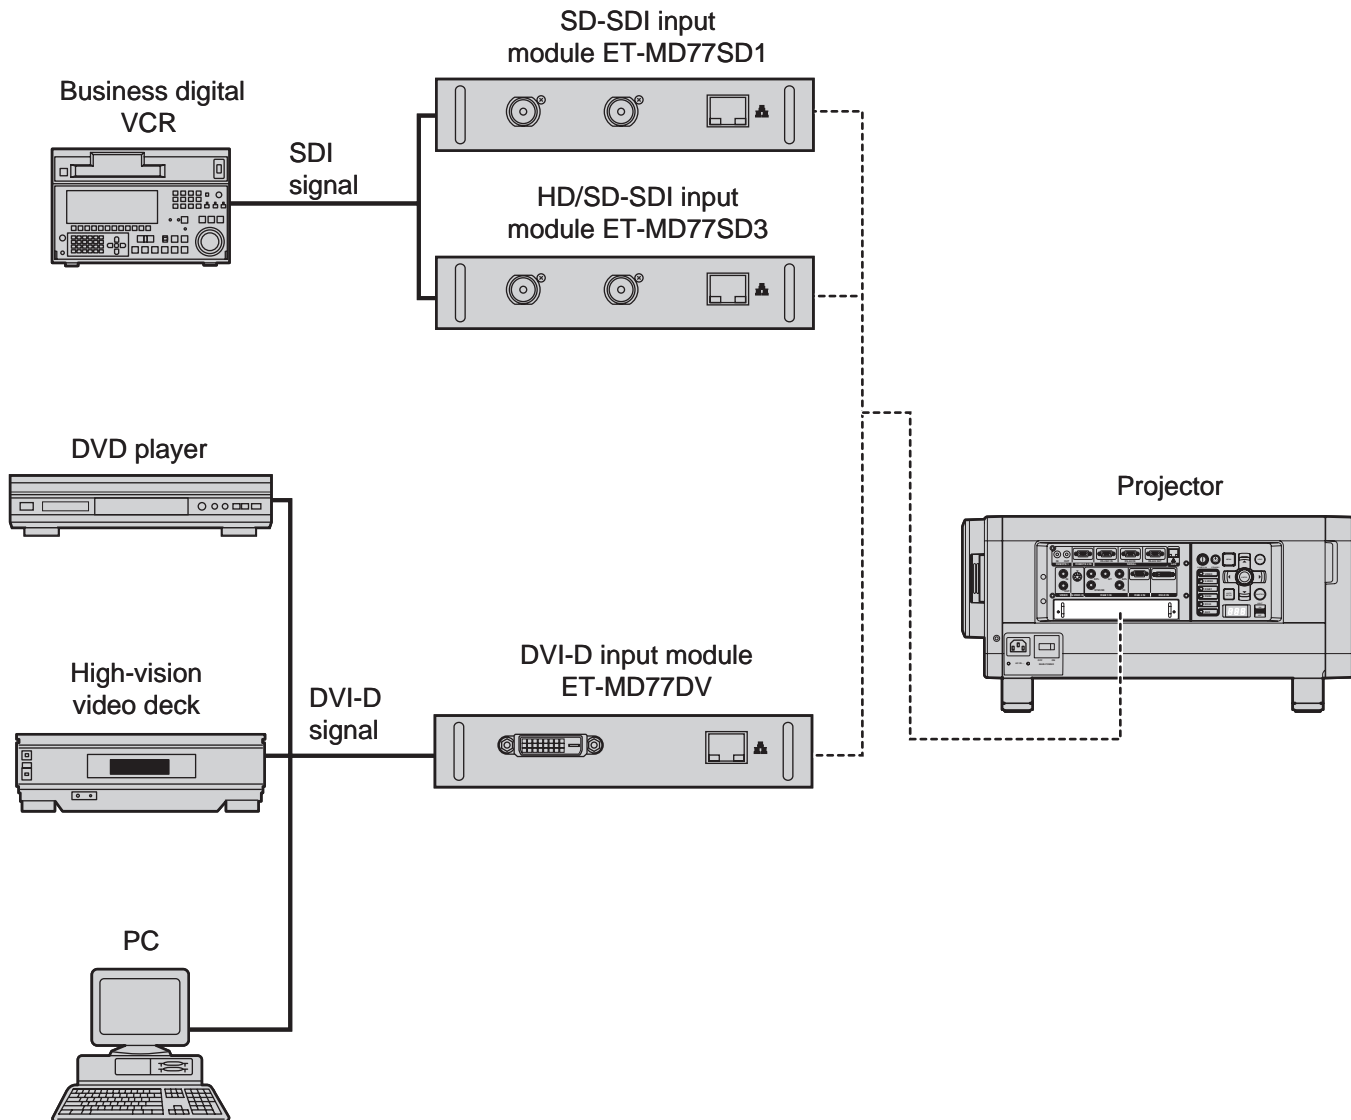 SD-SDI input
module ET-MD77SD1
Business digital
VCR
SDI
signal
HD/SD-SDI input
module ET-MD77SD3
DVD player
Projector
High-vision
video deck
DVI-D
signal
DVI-D input module
ET-MD77DV
PC